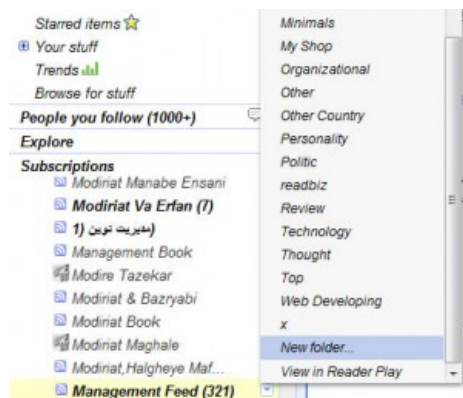 Starred items
Your stuff
Trends
Browse for stuff
People you follow (1000+)
Explore
Subscriptions
Modiriat Manabe Ensani
Modiriat Va Erfan (7)
مديريت نوين (1)
Management Book
Modire Tazekar
Modiriat & Bazryabi
Modiriat Book
Modiriat Maghale
Modiriat,Halgheye Maf...
Management Feed (321)
Minimals
My Shop
Organizational
Other
Other Country
Personality
Politic
readbiz
Review
Technology
Thought
Top
Web Developing
x
New folder...
View in Reader Play